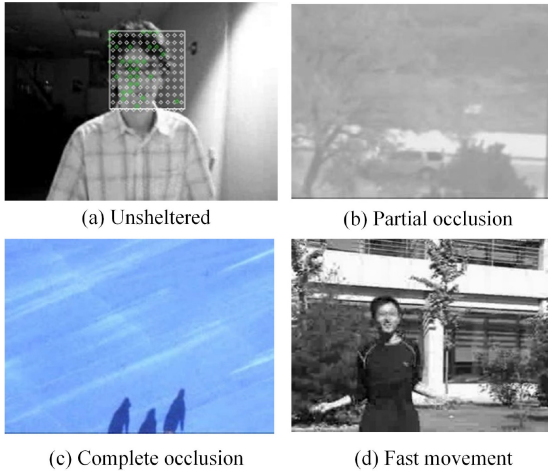 (a) Unsheltered
(b) Partial occlusion
(c) Complete occlusion
(d) Fast movement